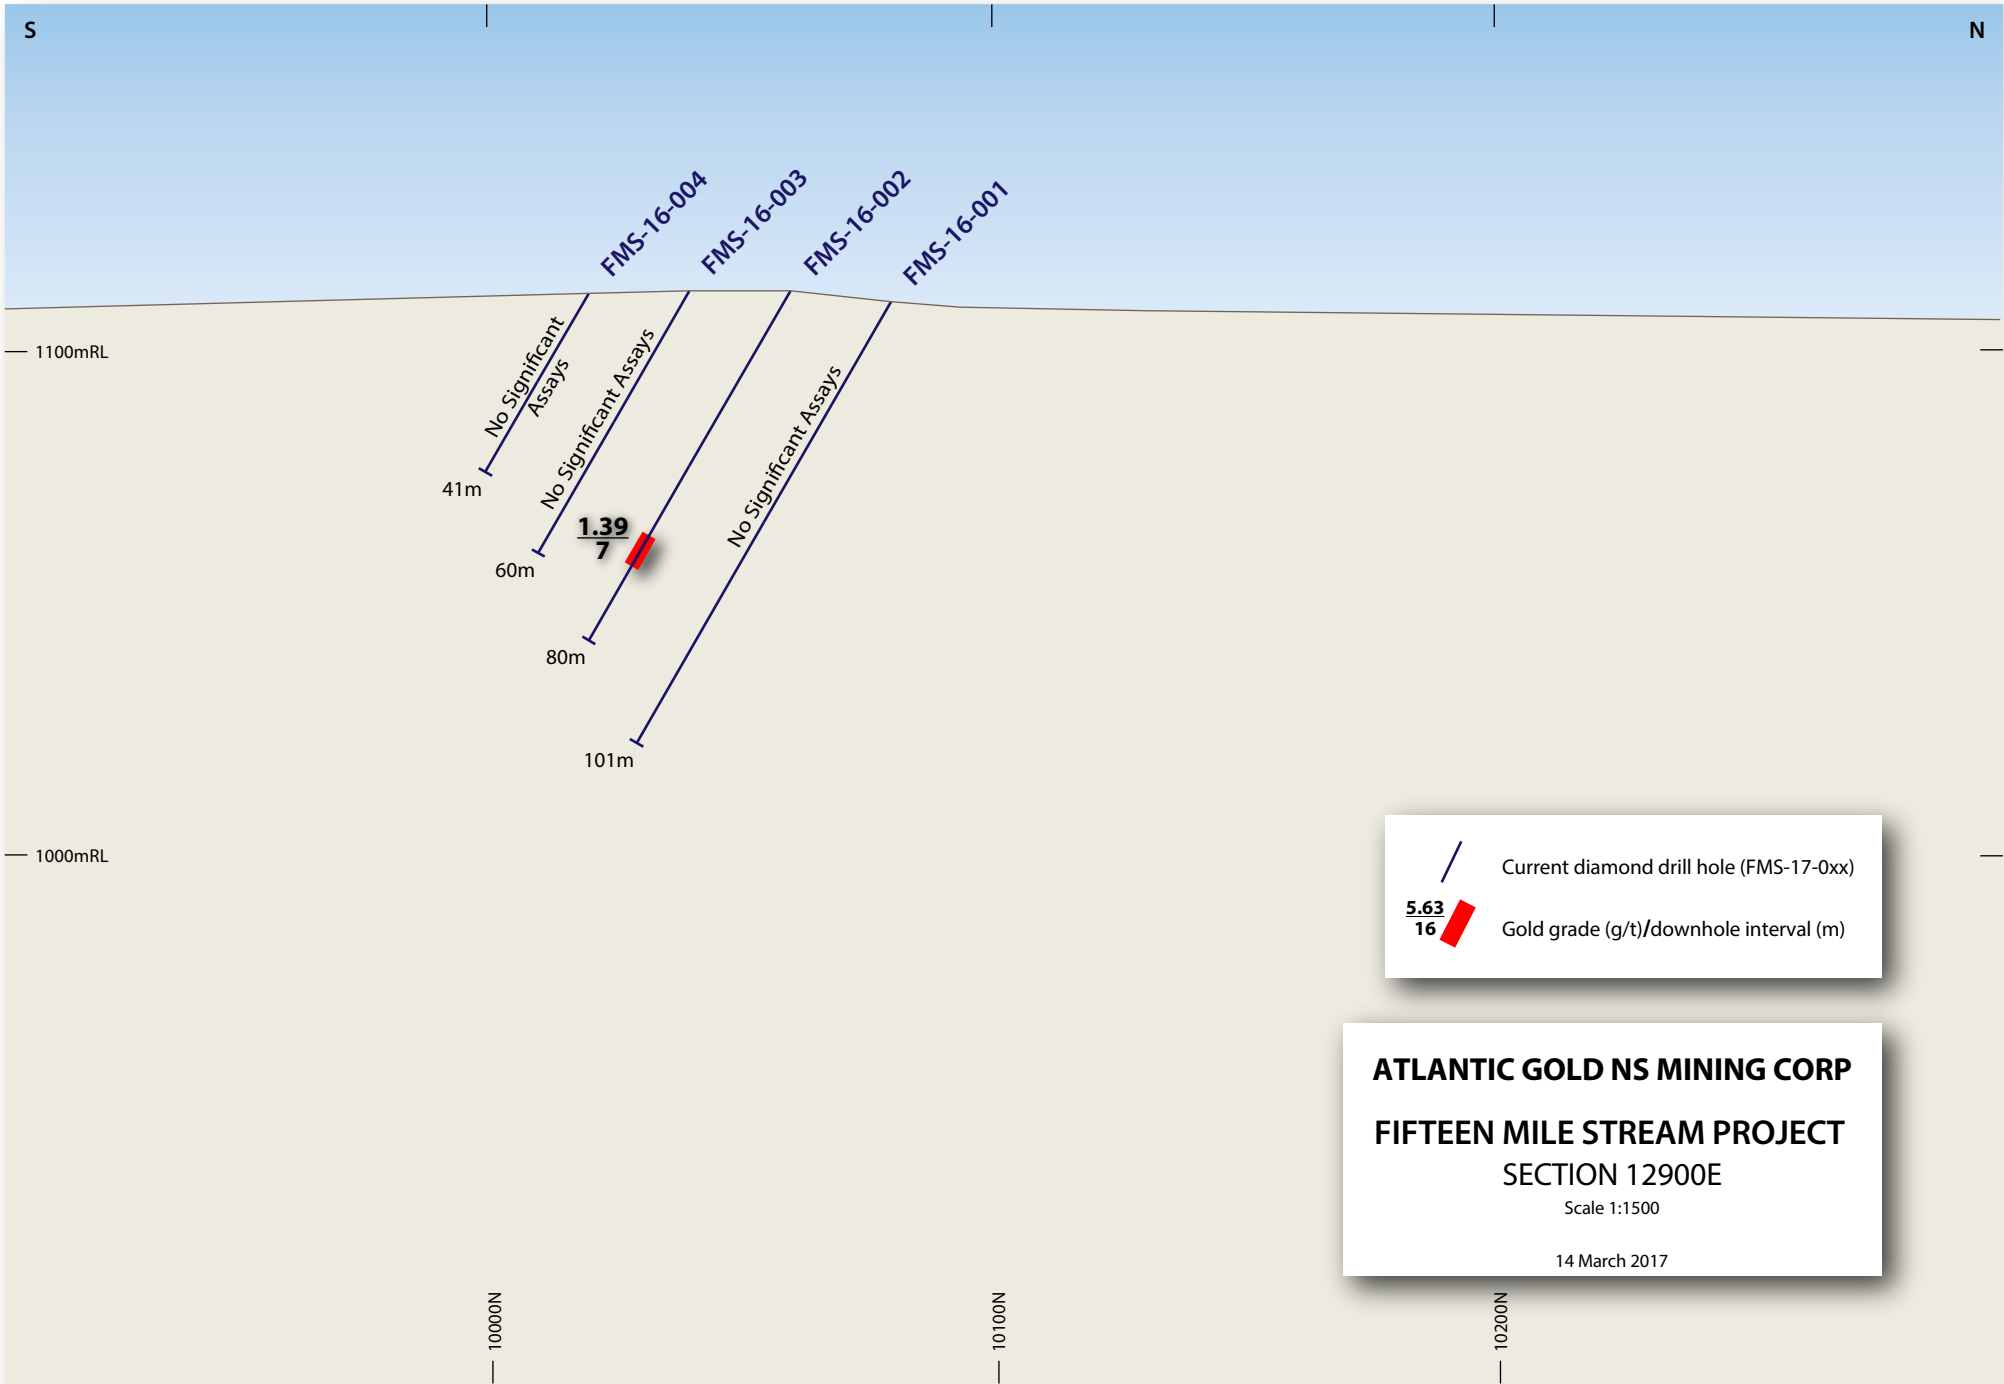 S
N
FMS-16-004
FMS-16-003
FMS-16-002
FMS-16-001
1100mRL
No Significant
Assays
No Significant Assays
No Significant Assays
41m
1.39
7
60m
80m
101m
1000mRL
Current diamond drill hole (FMS-17-0xx)
5.63
16
Gold grade (g/t)/downhole interval (m)
ATLANTIC GOLD NS MINING CORP
FIFTEEN MILE STREAM PROJECT
SECTION 12900E
Scale 1:1500
14 March 2017
10000N
10100N
10200N